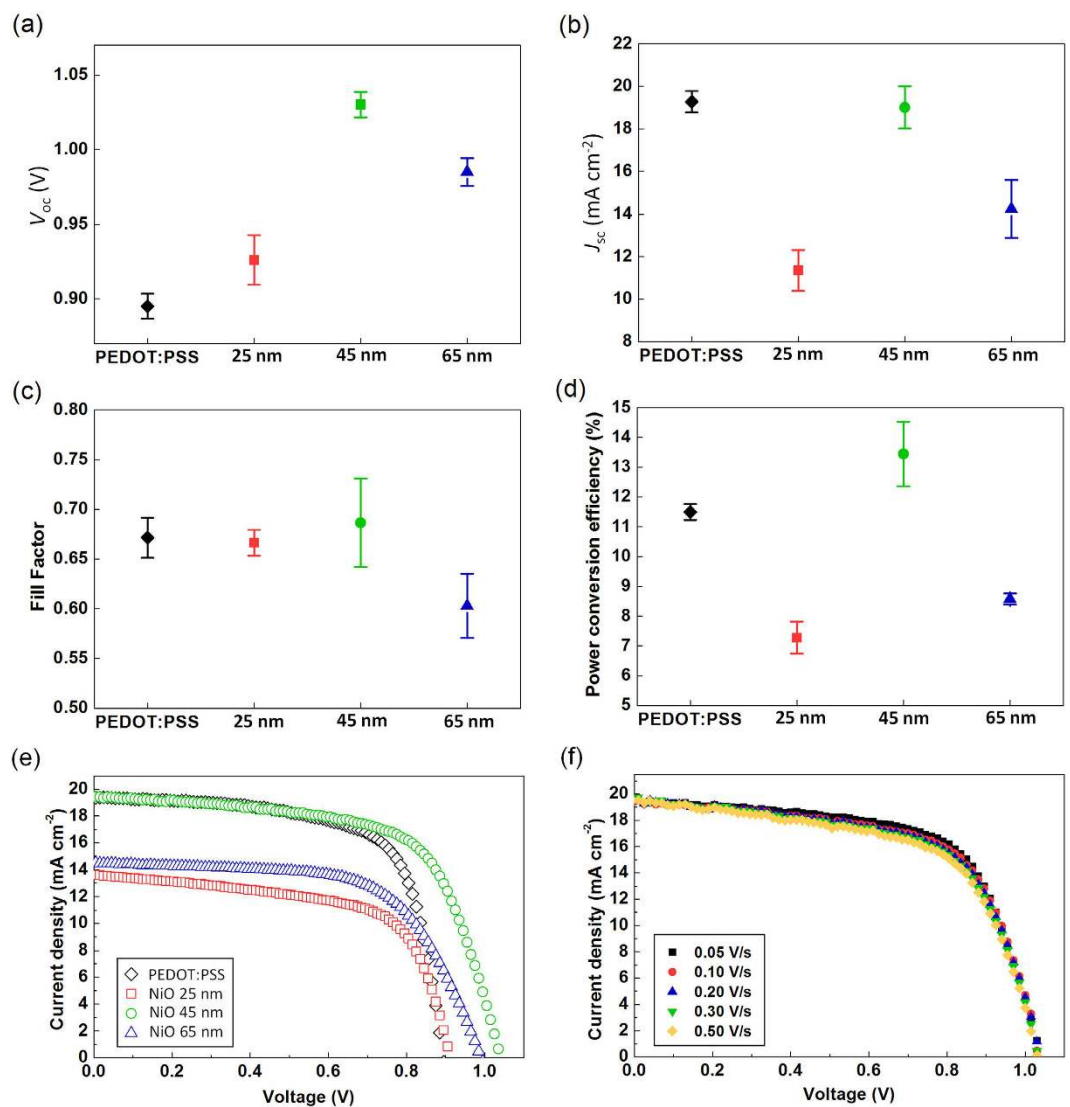 (a)
1.05
1.00
0.95
0.90
V_oc (V)
PEDOT:PSS 25 nm 45 nm 65 nm
(b)
22
20
18
16
14
12
10
8
J_sc (mA cm⁻²)
PEDOT:PSS 25 nm 45 nm 65 nm
(c)
0.80
0.75
0.70
0.65
0.60
0.55
0.50
Fill Factor
PEDOT:PSS 25 nm 45 nm 65 nm
(d)
15
14
13
12
11
10
9
8
7
6
5
Power conversion efficiency (%)
PEDOT:PSS 25 nm 45 nm 65 nm
(e)
20
18
16
14
12
10
8
6
4
2
0
Current density (mA cm⁻²)
PEDOT:PSS
NiO 25 nm
NiO 45 nm
NiO 65 nm
0.0 0.2 0.4 0.6 0.8 1.0
Voltage (V)
(f)
20
18
16
14
12
10
8
6
4
2
0
Current density (mA cm⁻²)
0.05 V/s
0.10 V/s
0.20 V/s
0.30 V/s
0.50 V/s
0.0 0.2 0.4 0.6 0.8 1.0
Voltage (V)